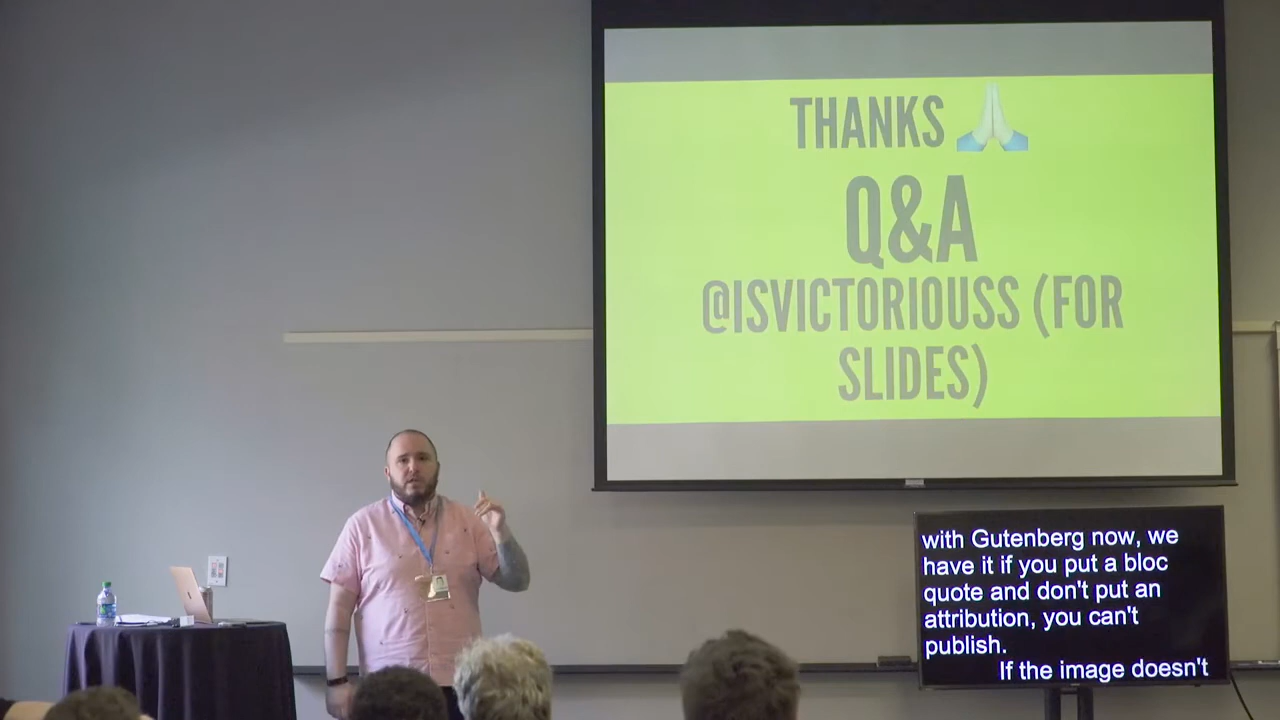 THANKS 🙏
Q&A
@ISVICTORIOUSS (FOR
SLIDES)
with Gutenberg now, we
have it if you put a bloc
quote and don't put an
attribution, you can't
publish.
If the image doesn't